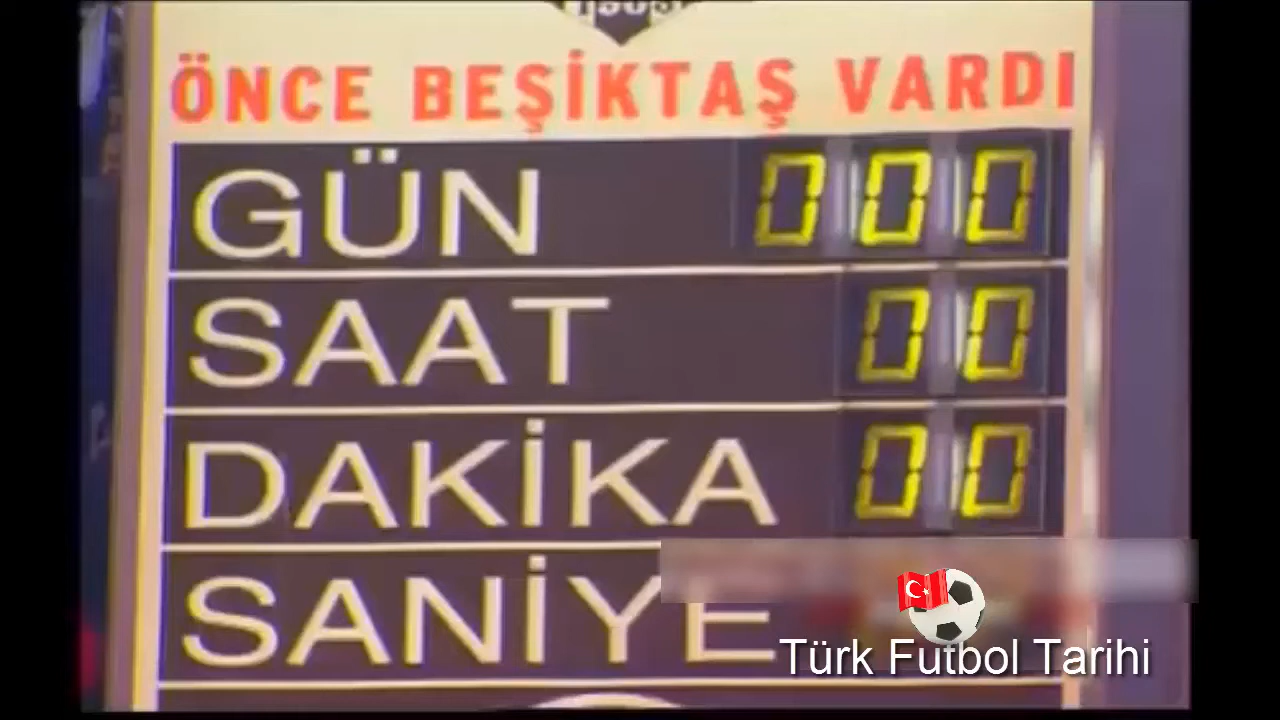 ÖNCE BEŞİKTAŞ VARDI
GÜN 000
SAAT 00
DAKİKA 00
SANİYE
Türk Futbol Tarihi